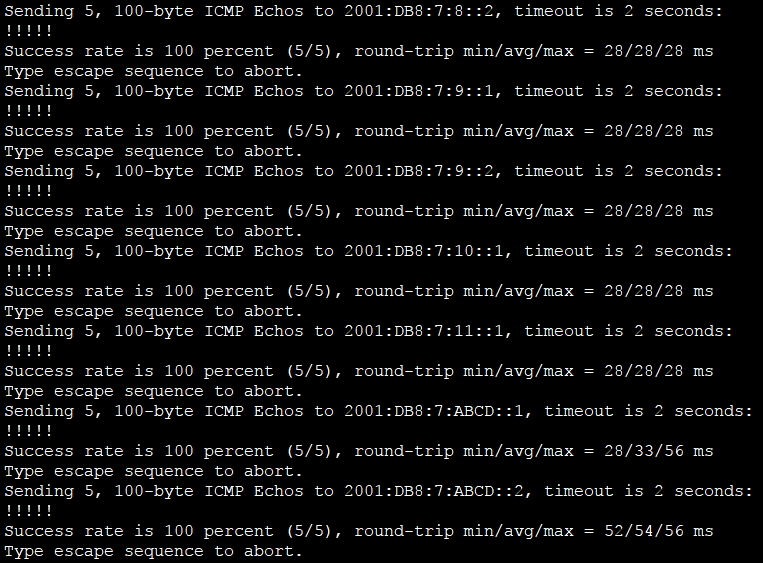 Sending 5, 100-byte ICMP Echos to 2001:DB8:7:8::2, timeout is 2 seconds:
!!!!!
Success rate is 100 percent (5/5), round-trip min/avg/max = 28/28/28 ms
Type escape sequence to abort.
Sending 5, 100-byte ICMP Echos to 2001:DB8:7:9::1, timeout is 2 seconds:
!!!!!
Success rate is 100 percent (5/5), round-trip min/avg/max = 28/28/28 ms
Type escape sequence to abort.
Sending 5, 100-byte ICMP Echos to 2001:DB8:7:9::2, timeout is 2 seconds:
!!!!!
Success rate is 100 percent (5/5), round-trip min/avg/max = 28/28/28 ms
Type escape sequence to abort.
Sending 5, 100-byte ICMP Echos to 2001:DB8:7:10::1, timeout is 2 seconds:
!!!!!
Success rate is 100 percent (5/5), round-trip min/avg/max = 28/28/28 ms
Type escape sequence to abort.
Sending 5, 100-byte ICMP Echos to 2001:DB8:7:11::1, timeout is 2 seconds:
!!!!!
Success rate is 100 percent (5/5), round-trip min/avg/max = 28/28/28 ms
Type escape sequence to abort.
Sending 5, 100-byte ICMP Echos to 2001:DB8:7:ABCD::1, timeout is 2 seconds:
!!!!!
Success rate is 100 percent (5/5), round-trip min/avg/max = 28/33/56 ms
Type escape sequence to abort.
Sending 5, 100-byte ICMP Echos to 2001:DB8:7:ABCD::2, timeout is 2 seconds:
!!!!!
Success rate is 100 percent (5/5), round-trip min/avg/max = 52/54/56 ms
Type escape sequence to abort.